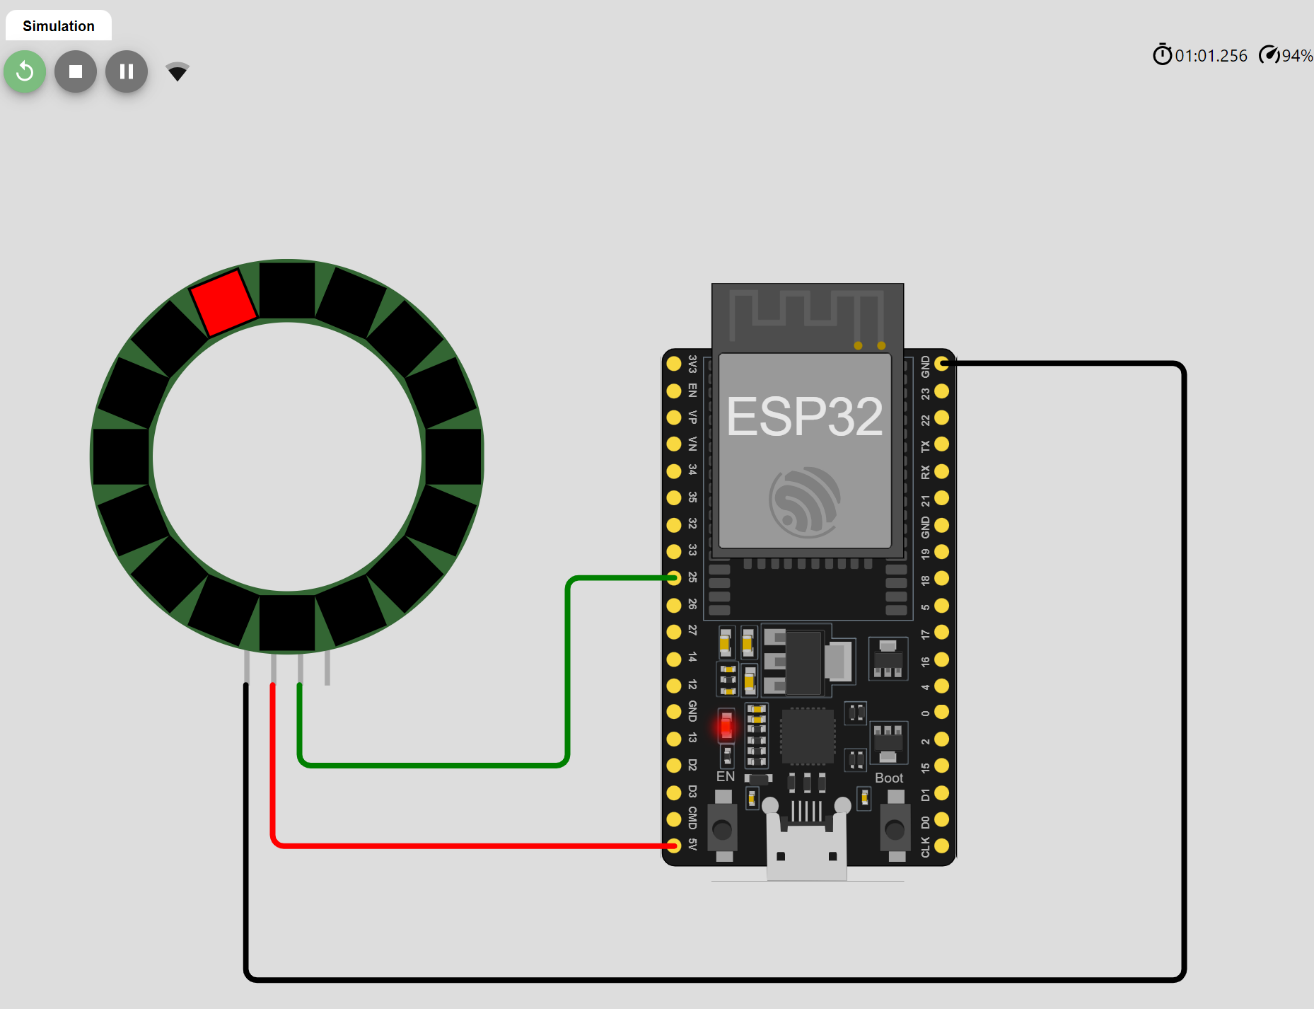 Simulation
01:01.256 94%
ESP32
3V3
EN
VP
VN
34
35
32
33
25
26
27
14
12
GND
13
D2
D3
CMD
5V
GND
23
22
TX
RX
21
GND
19
18
5
17
16
4
0
2
15
D1
D0
CLK
EN
Boot